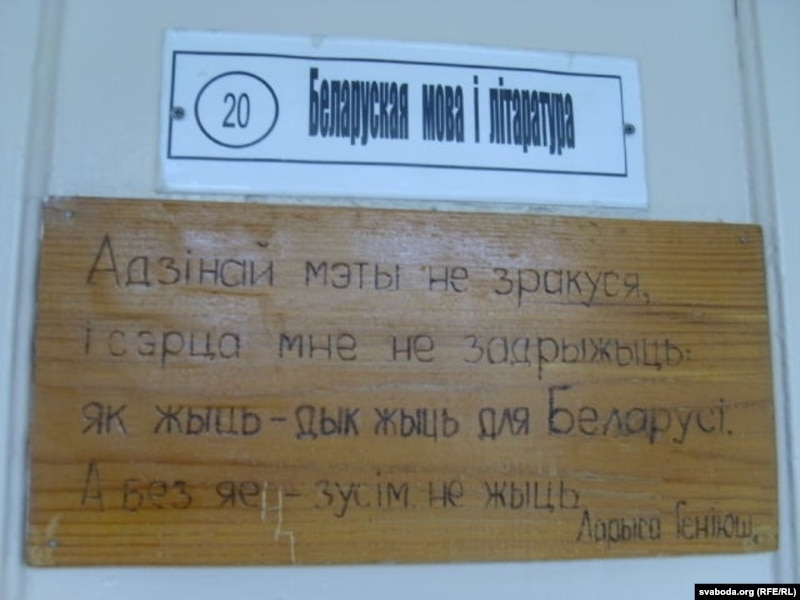 20 Беларуская мова і літаратура
Адзінай мэты не зракуся,
і сэрца мне не задрыжыць:
як жыць - дык жыць для Беларусі.
А без яе - зусім не жыць
Ларыса Геніюш.
svaboda.org (RFE/RL)